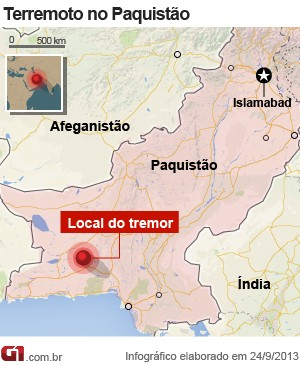 Terremoto no Paquistão
0 500 km
Islamabad
Afeganistão
Paquistão
Local do tremor
Índia
G1.com.br
Infográfico elaborado em 24/9/2013